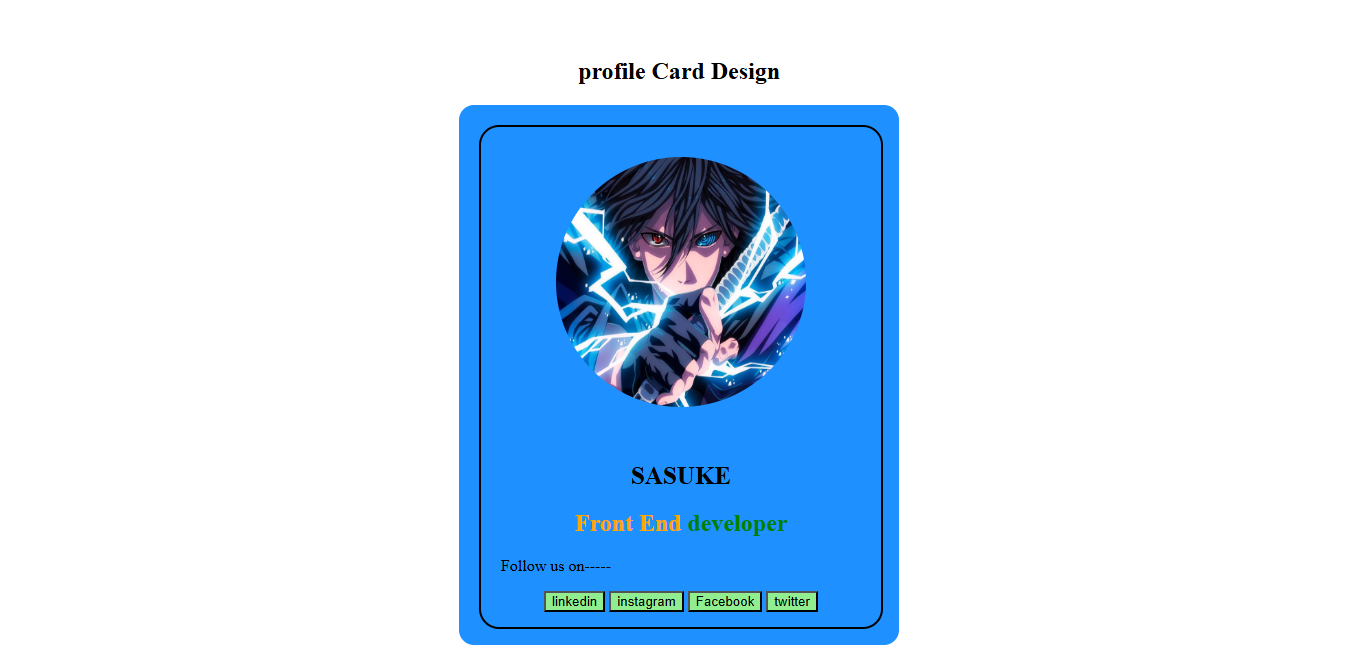 profile Card Design
SASUKE
Front End developer
Follow us on-----
linkedin instagram Facebook twitter